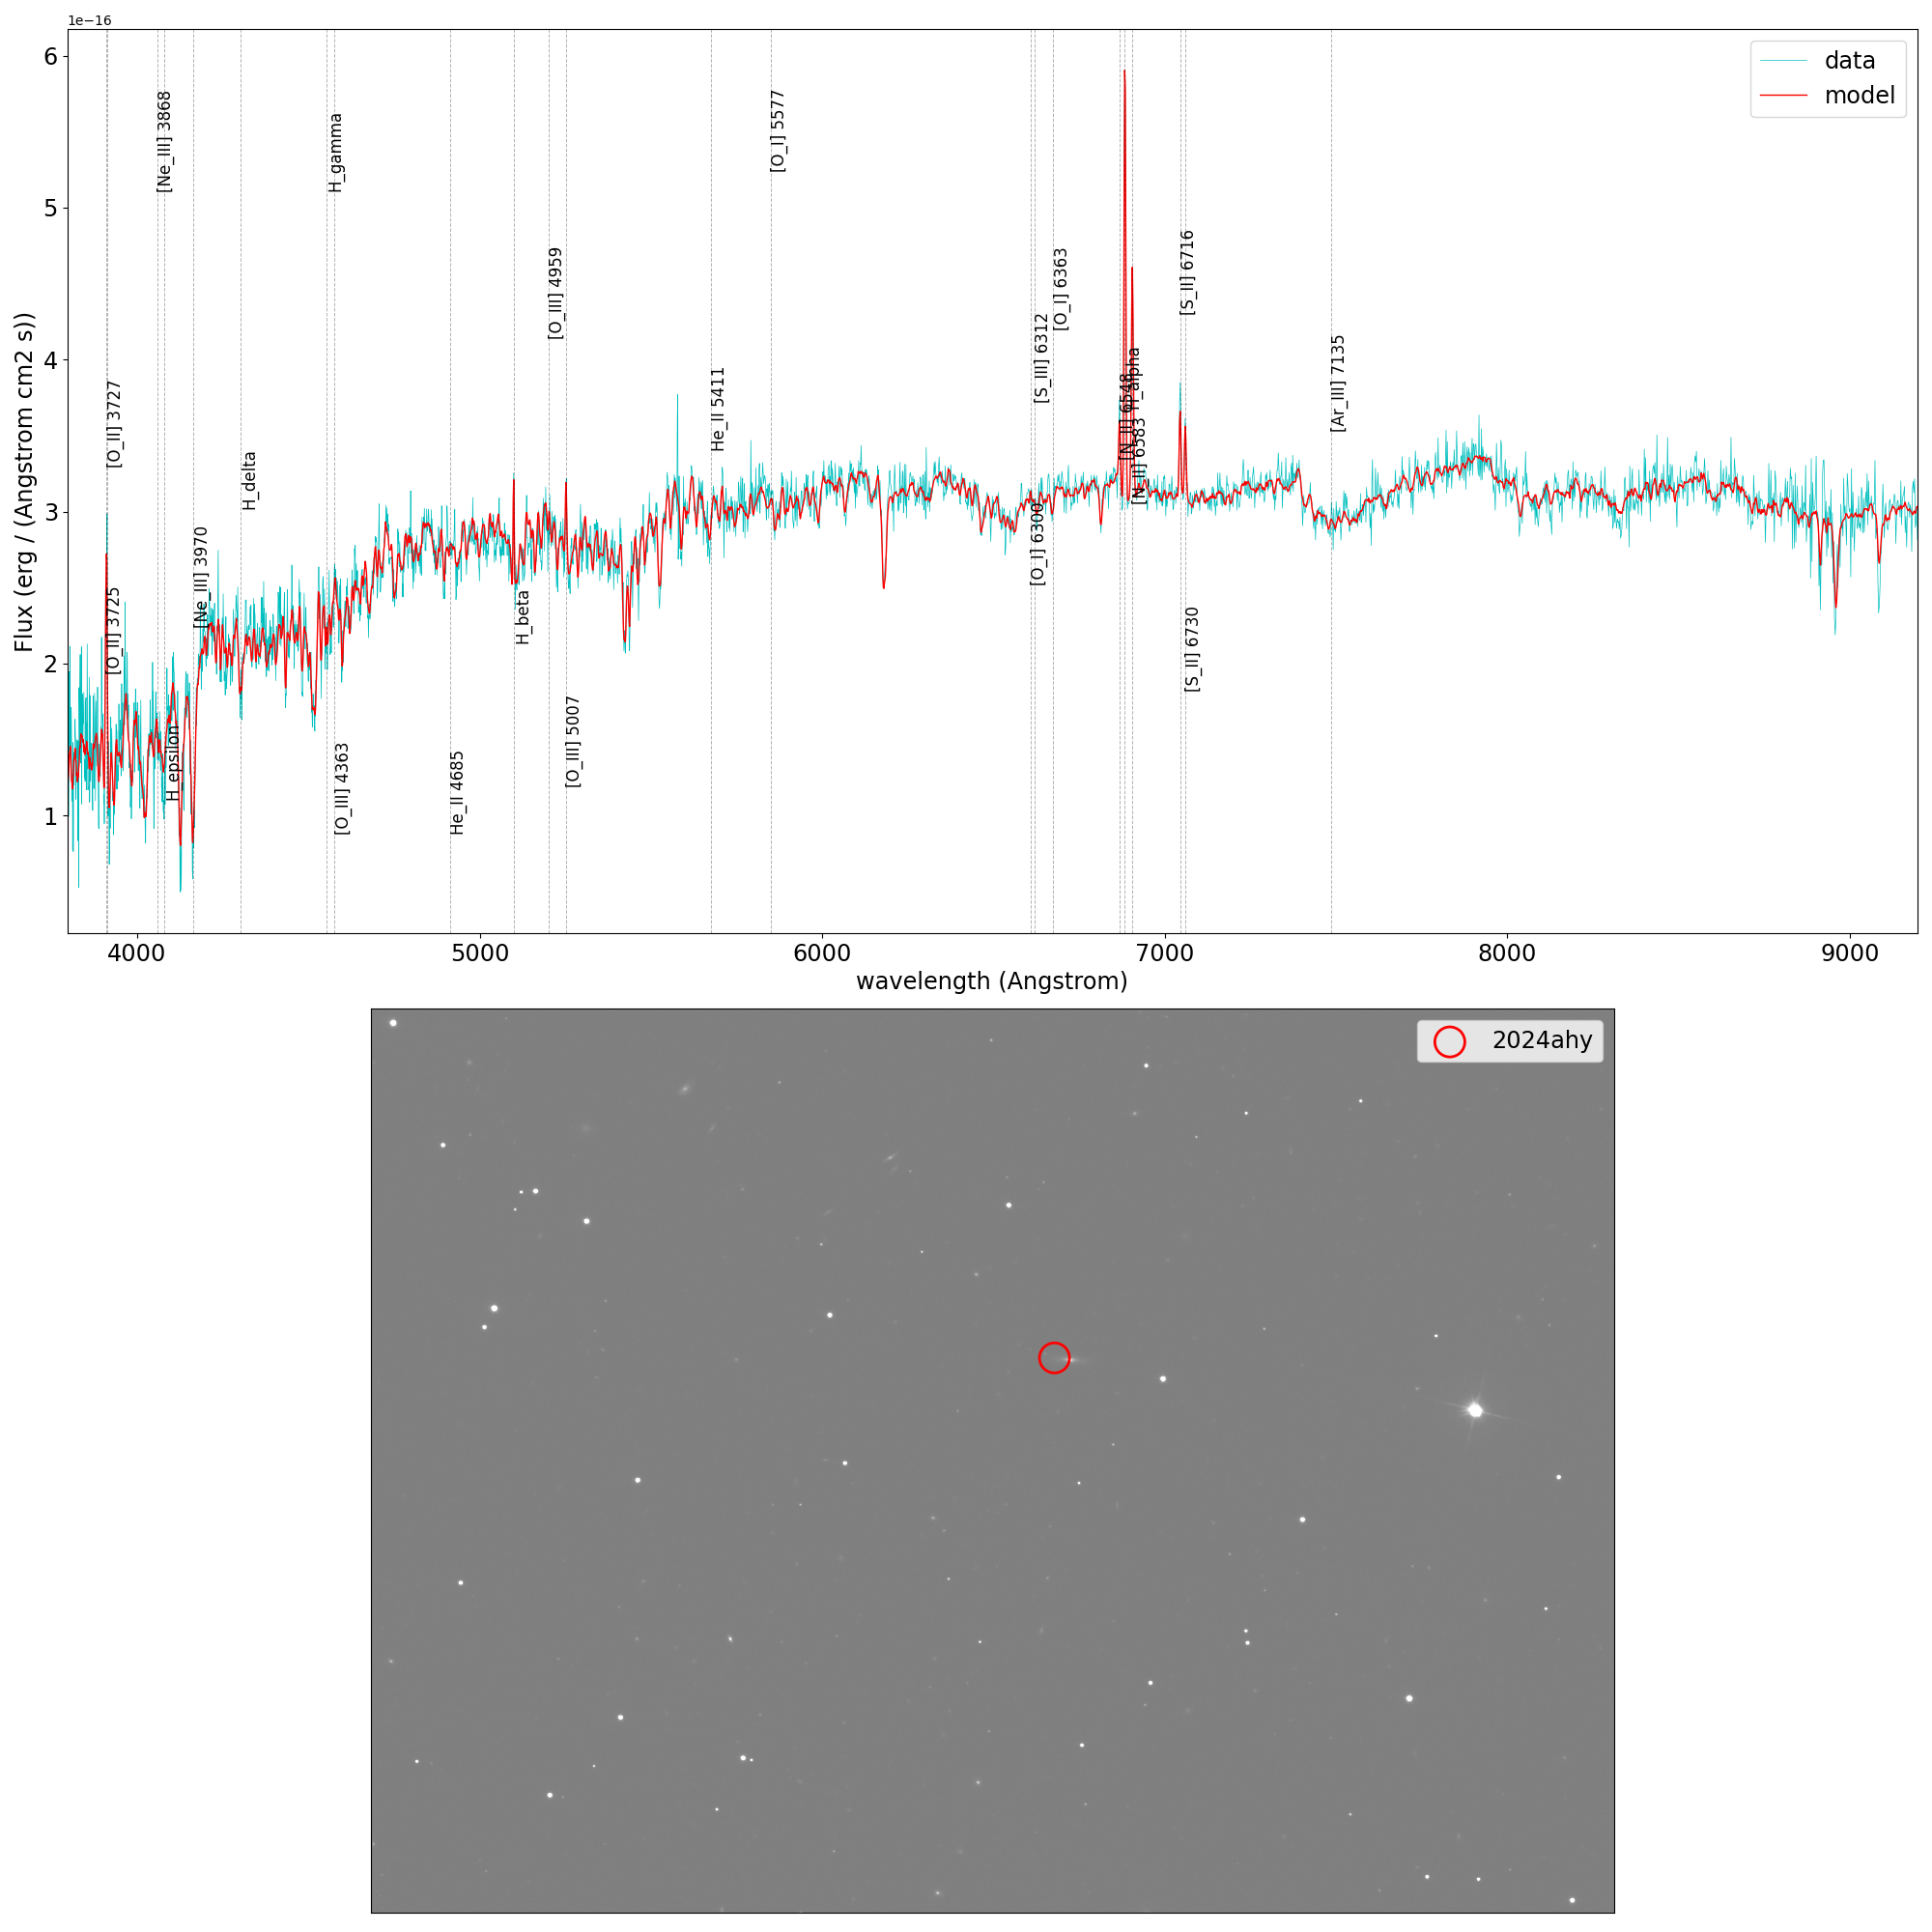 1e−16
data
model
6
5
4
3
2
1
Flux (erg / (Angstrom cm2 s))
[O_II] 3727
[O_II] 3725
[Ne_III] 3868
H_epsilon
[Ne_III] 3970
H_delta
H_gamma
[O_III] 4363
He_II 4685
H_beta
[O_III] 4959
[O_III] 5007
He_II 5411
[O_I] 5577
[O_I] 6300
[S_III] 6312
[O_I] 6363
[N_II] 6548
H_alpha
[N_II] 6583
[S_II] 6716
[S_II] 6730
[Ar_III] 7135
4000
5000
6000
7000
8000
9000
wavelength (Angstrom)
2024ahy